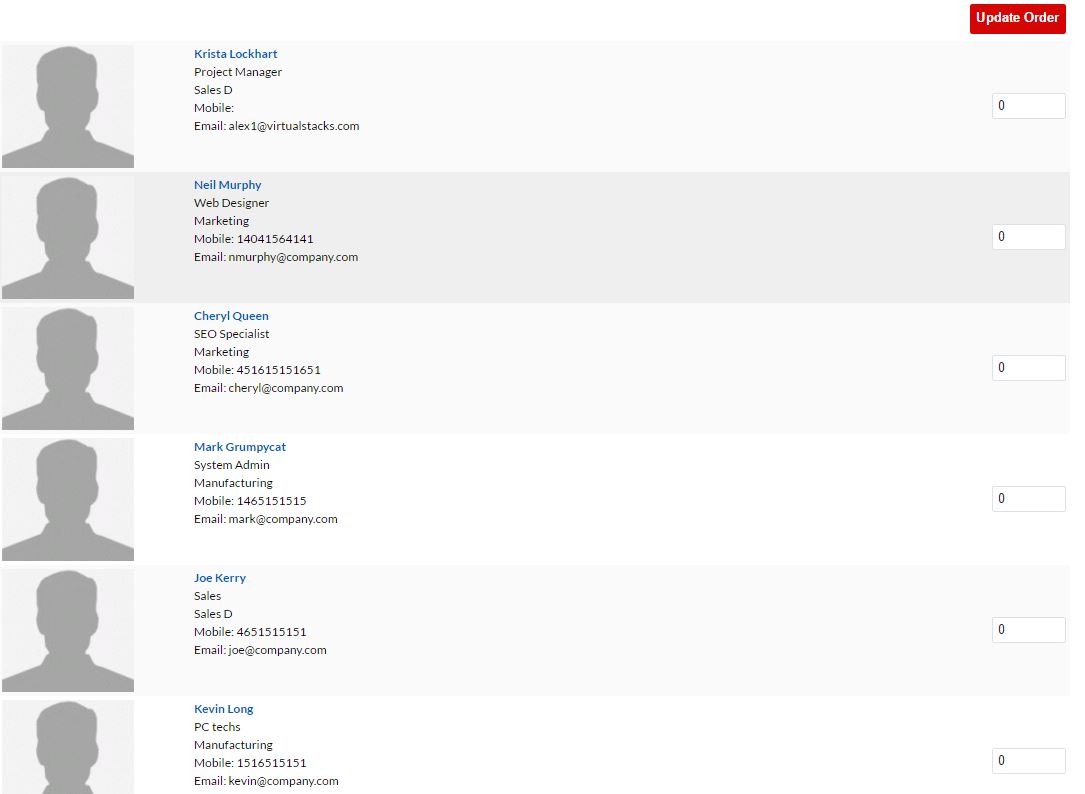 Update Order
Krista Lockhart
Project Manager
Sales D
Mobile:
Email: alex1@virtualstacks.com
0
Neil Murphy
Web Designer
Marketing
Mobile: 14041564141
Email: nmurphy@company.com
0
Cheryl Queen
SEO Specialist
Marketing
Mobile: 451615151651
Email: cheryl@company.com
0
Mark Grumpycat
System Admin
Manufacturing
Mobile: 1465151515
Email: mark@company.com
0
Joe Kerry
Sales
Sales D
Mobile: 4651515151
Email: joe@company.com
0
Kevin Long
PC techs
Manufacturing
Mobile: 1516515151
Email: kevin@company.com
0